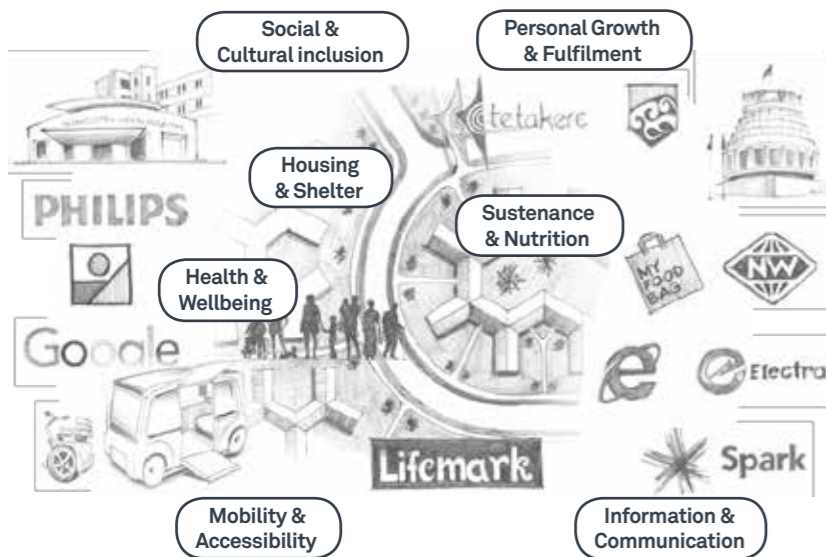 Social &
Cultural inclusion
Personal Growth
& Fulfilment
tetakere
Housing
& Shelter
PHILIPS
Sustenance
& Nutrition
MY
FOOD
BAG
NW
Health &
Wellbeing
Google
e
Electra
Lifemark
Spark
Mobility &
Accessibility
Information &
Communication